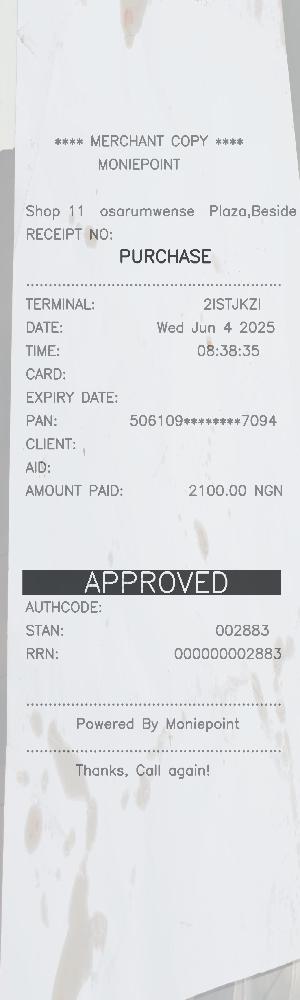 **** MERCHANT COPY ****
MONIEPOINT
Shop 11 osarumwense Plaza,Beside
RECEIPT NO:
PURCHASE
TERMINAL: 2ISTJKZI
DATE: Wed Jun 4 2025
TIME: 08:38:35
CARD:
EXPIRY DATE:
PAN: 506109********7094
CLIENT:
AID:
AMOUNT PAID: 2100.00 NGN
APPROVED
AUTHCODE:
STAN: 002883
RRN: 000000002883
Powered By Moniepoint
Thanks, Call again!